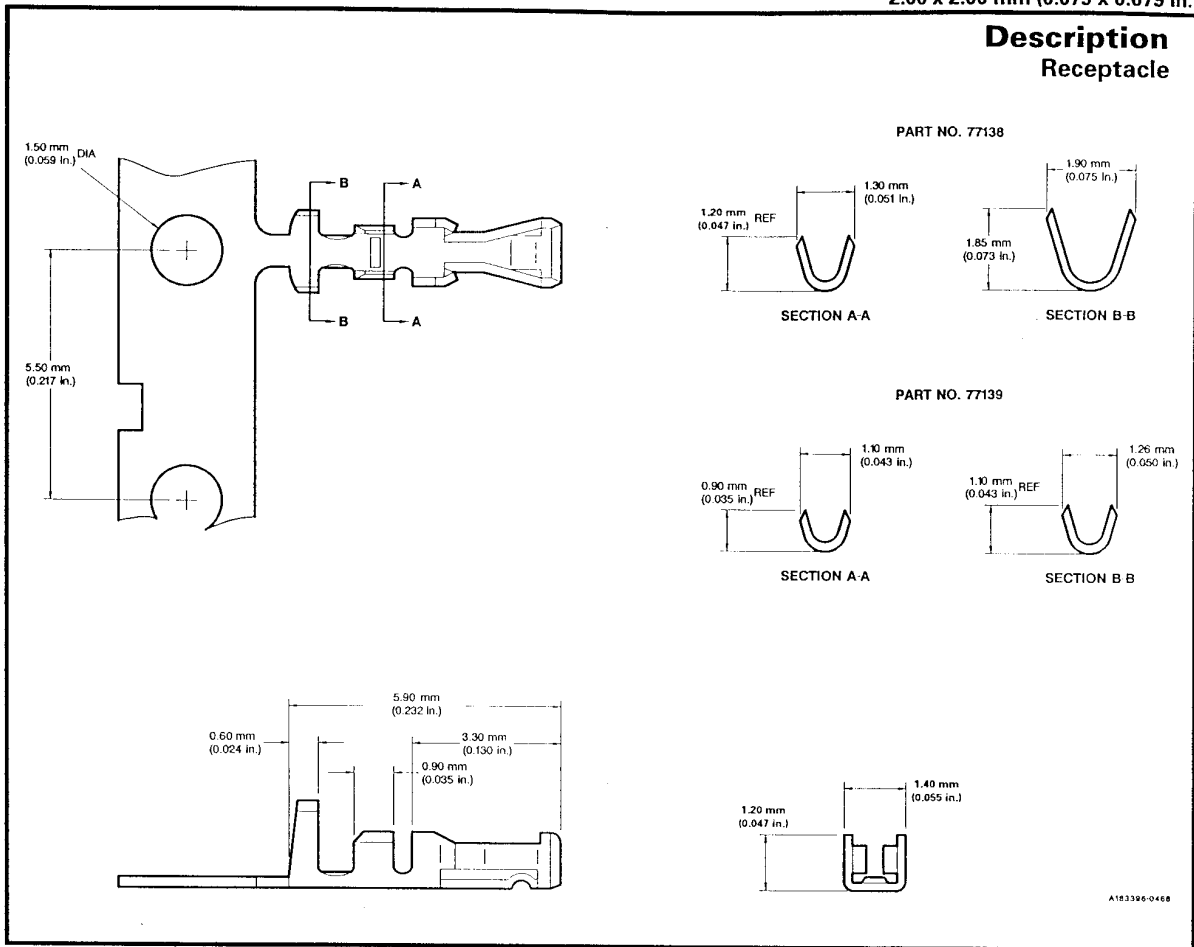 Description
Receptacle
PART NO. 77138
1.50 mm
(0.059 in.) DIA
B
A
B
A
5.50 mm
(0.217 in.)
1.20 mm REF
(0.047 in.)
1.30 mm
(0.051 in.)
SECTION A-A
1.90 mm
(0.075 in.)
1.85 mm
(0.073 in.)
SECTION B-B
PART NO. 77139
0.90 mm REF
(0.035 in.)
1.10 mm
(0.043 in.)
SECTION A-A
1.10 mm REF
(0.043 in.)
1.26 mm
(0.050 in.)
SECTION B B
5.90 mm
(0.232 in.)
0.60 mm
(0.024 in.)
3.30 mm
(0.130 in.)
0.90 mm
(0.035 in.)
1.40 mm
(0.055 in.)
1.20 mm
(0.047 in.)